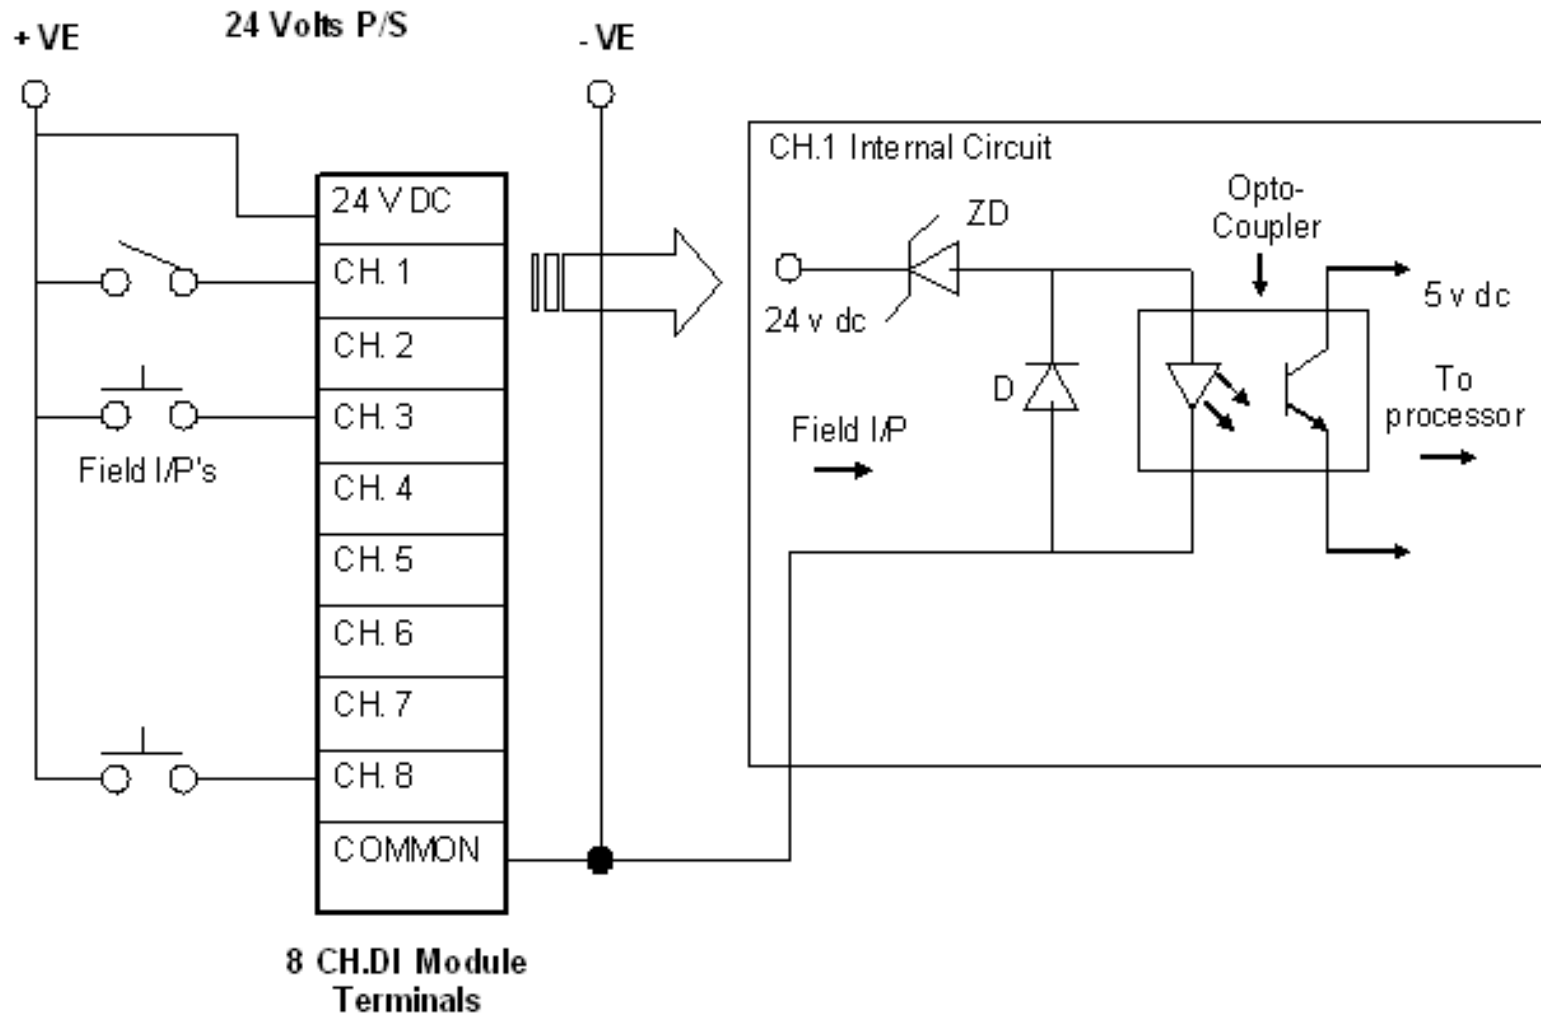 24 Volts P/S
+ VE
- VE
24 V DC
CH. 1
CH. 2
CH. 3
CH. 4
CH. 5
CH. 6
CH. 7
CH. 8
COMMON
Field I/P's
8 CH.DI Module
Terminals
CH.1 Internal Circuit
ZD
Opto-
Coupler
24 v dc
5 v dc
D
Field I/P
To
processor